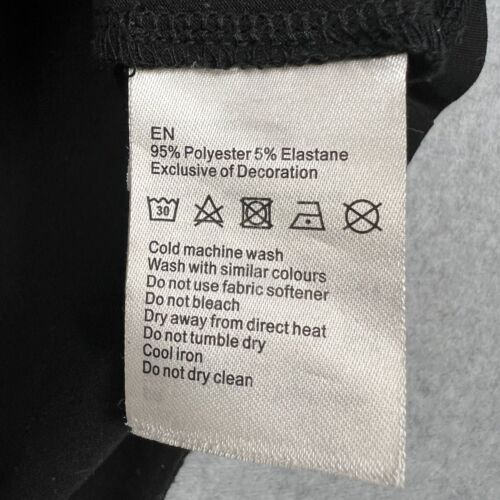 EN
95% Polyester 5% Elastane
Exclusive of Decoration
30
Cold machine wash
Wash with similar colours
Do not use fabric softener
Do not bleach
Dry away from direct heat
Do not tumble dry
Cool iron
Do not dry clean